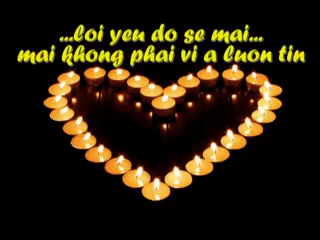 ...loi yeu do se mai...
mai khong phai vi a luon tin